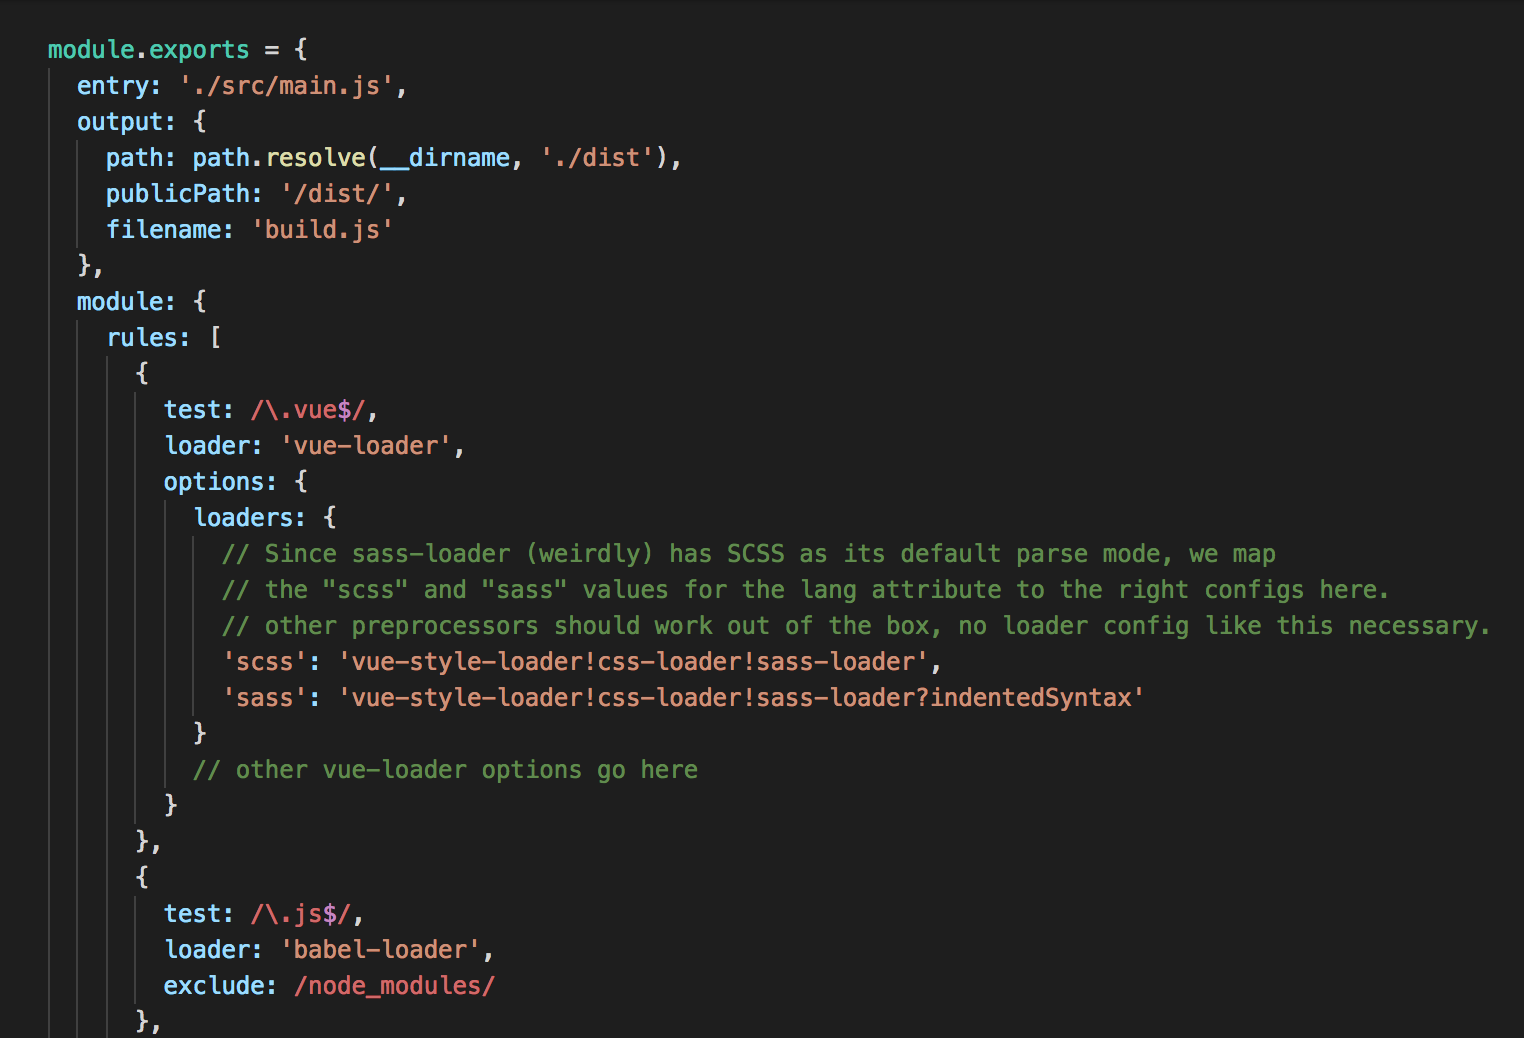 module.exports = {
entry: './src/main.js',
output: {
path: path.resolve(__dirname, './dist'),
publicPath: '/dist/',
filename: 'build.js'
},
module: {
rules: [
{
test: /\.vue$/,
loader: 'vue-loader',
options: {
loaders: {
// Since sass-loader (weirdly) has SCSS as its default parse mode, we map
// the "scss" and "sass" values for the lang attribute to the right configs here.
// other preprocessors should work out of the box, no loader config like this necessary.
'scss': 'vue-style-loader!css-loader!sass-loader',
'sass': 'vue-style-loader!css-loader!sass-loader?indentedSyntax'
}
// other vue-loader options go here
}
},
{
test: /\.js$/,
loader: 'babel-loader',
exclude: /node_modules/
},